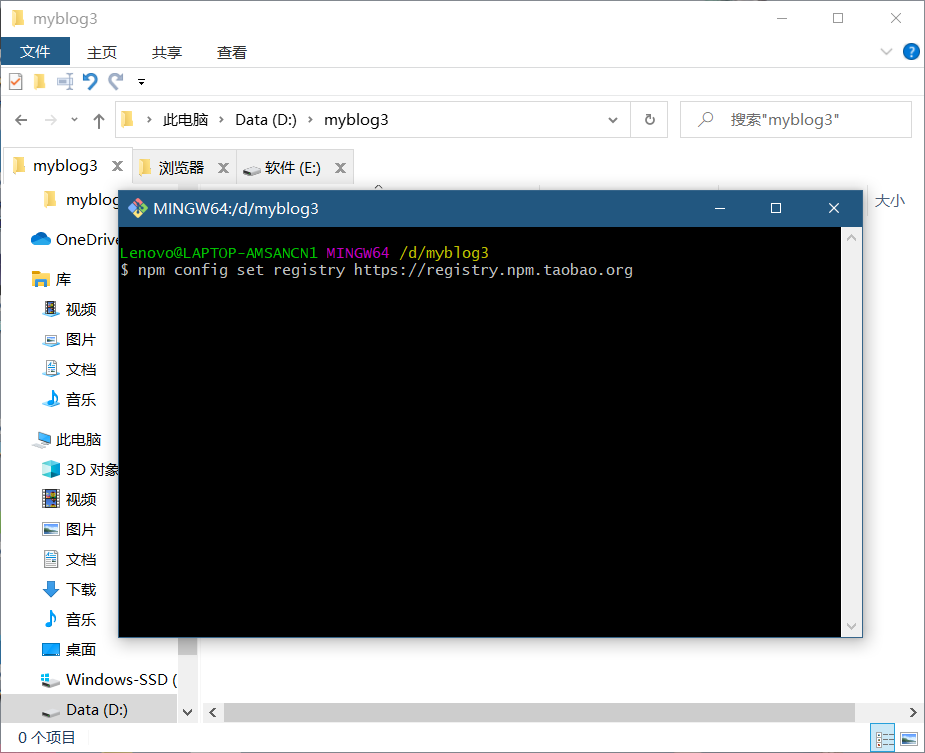 myblog3
文件 主页 共享 查看
此电脑 Data (D:) myblog3 搜索"myblog3"
myblog3 浏览器 软件 (E:)
myblog 大小
MINGW64:/d/myblog3
OneDrive
Lenovo@LAPTOP-AMSANCN1 MINGW64 /d/myblog3
$ npm config set registry https://registry.npm.taobao.org
库
视频
图片
文档
音乐
此电脑
3D 对象
视频
图片
文档
下载
音乐
桌面
Windows-SSD (
Data (D:)
0 个项目